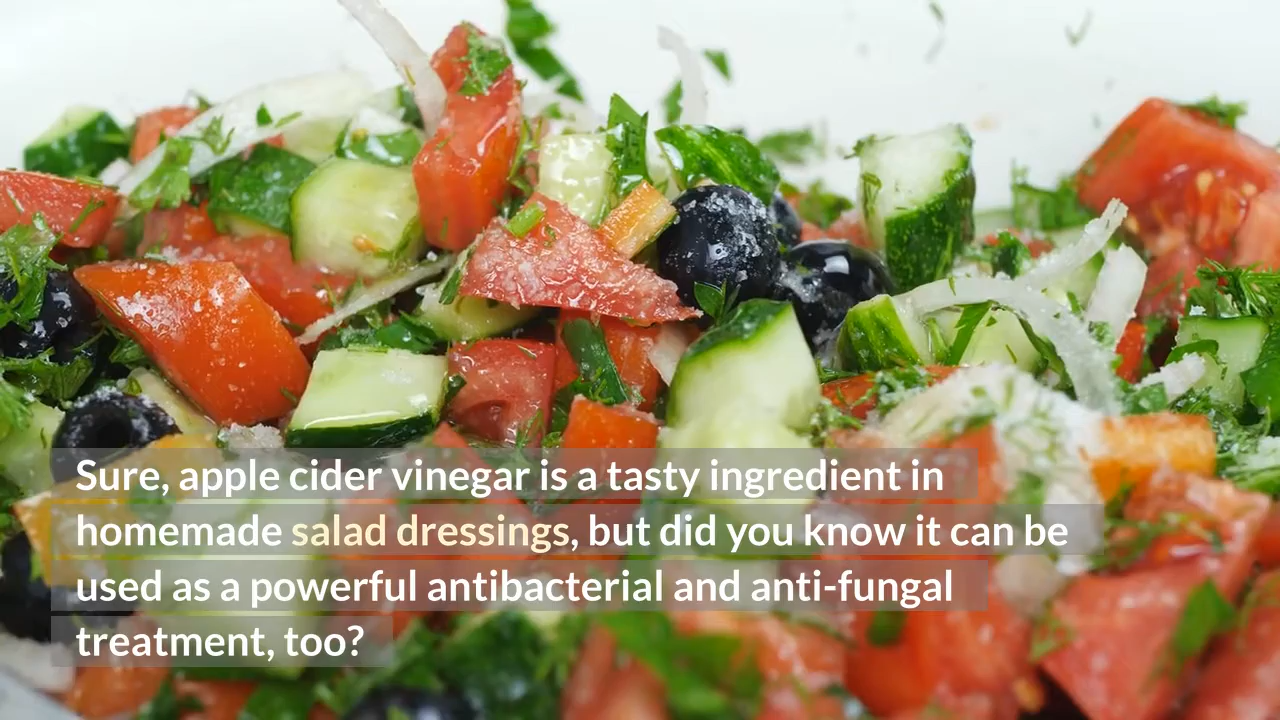 Sure, apple cider vinegar is a tasty ingredient in
homemade salad dressings, but did you know it can be
used as a powerful antibacterial and anti-fungal
treatment, too?